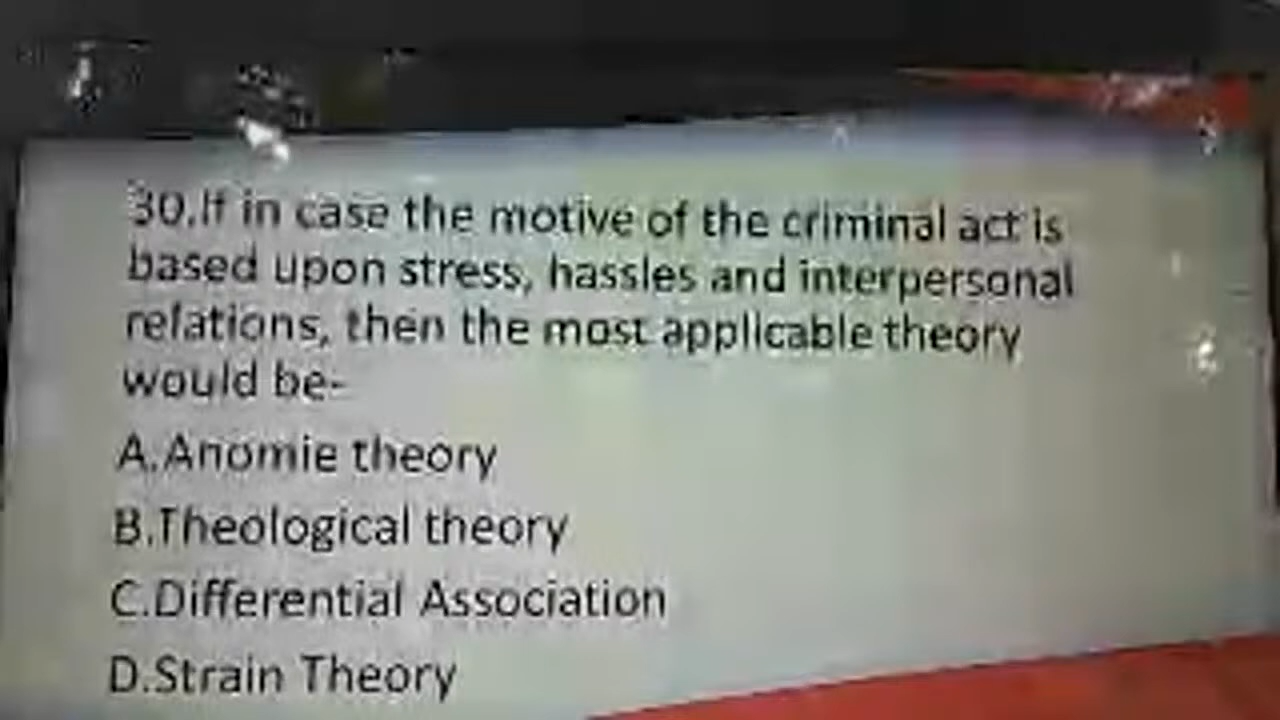 30.If in case the motive of the criminal act is
based upon stress, hassles and interpersonal
relations, then the most applicable theory
would be-
A.Anomie theory
B.Theological theory
C.Differential Association
D.Strain Theory